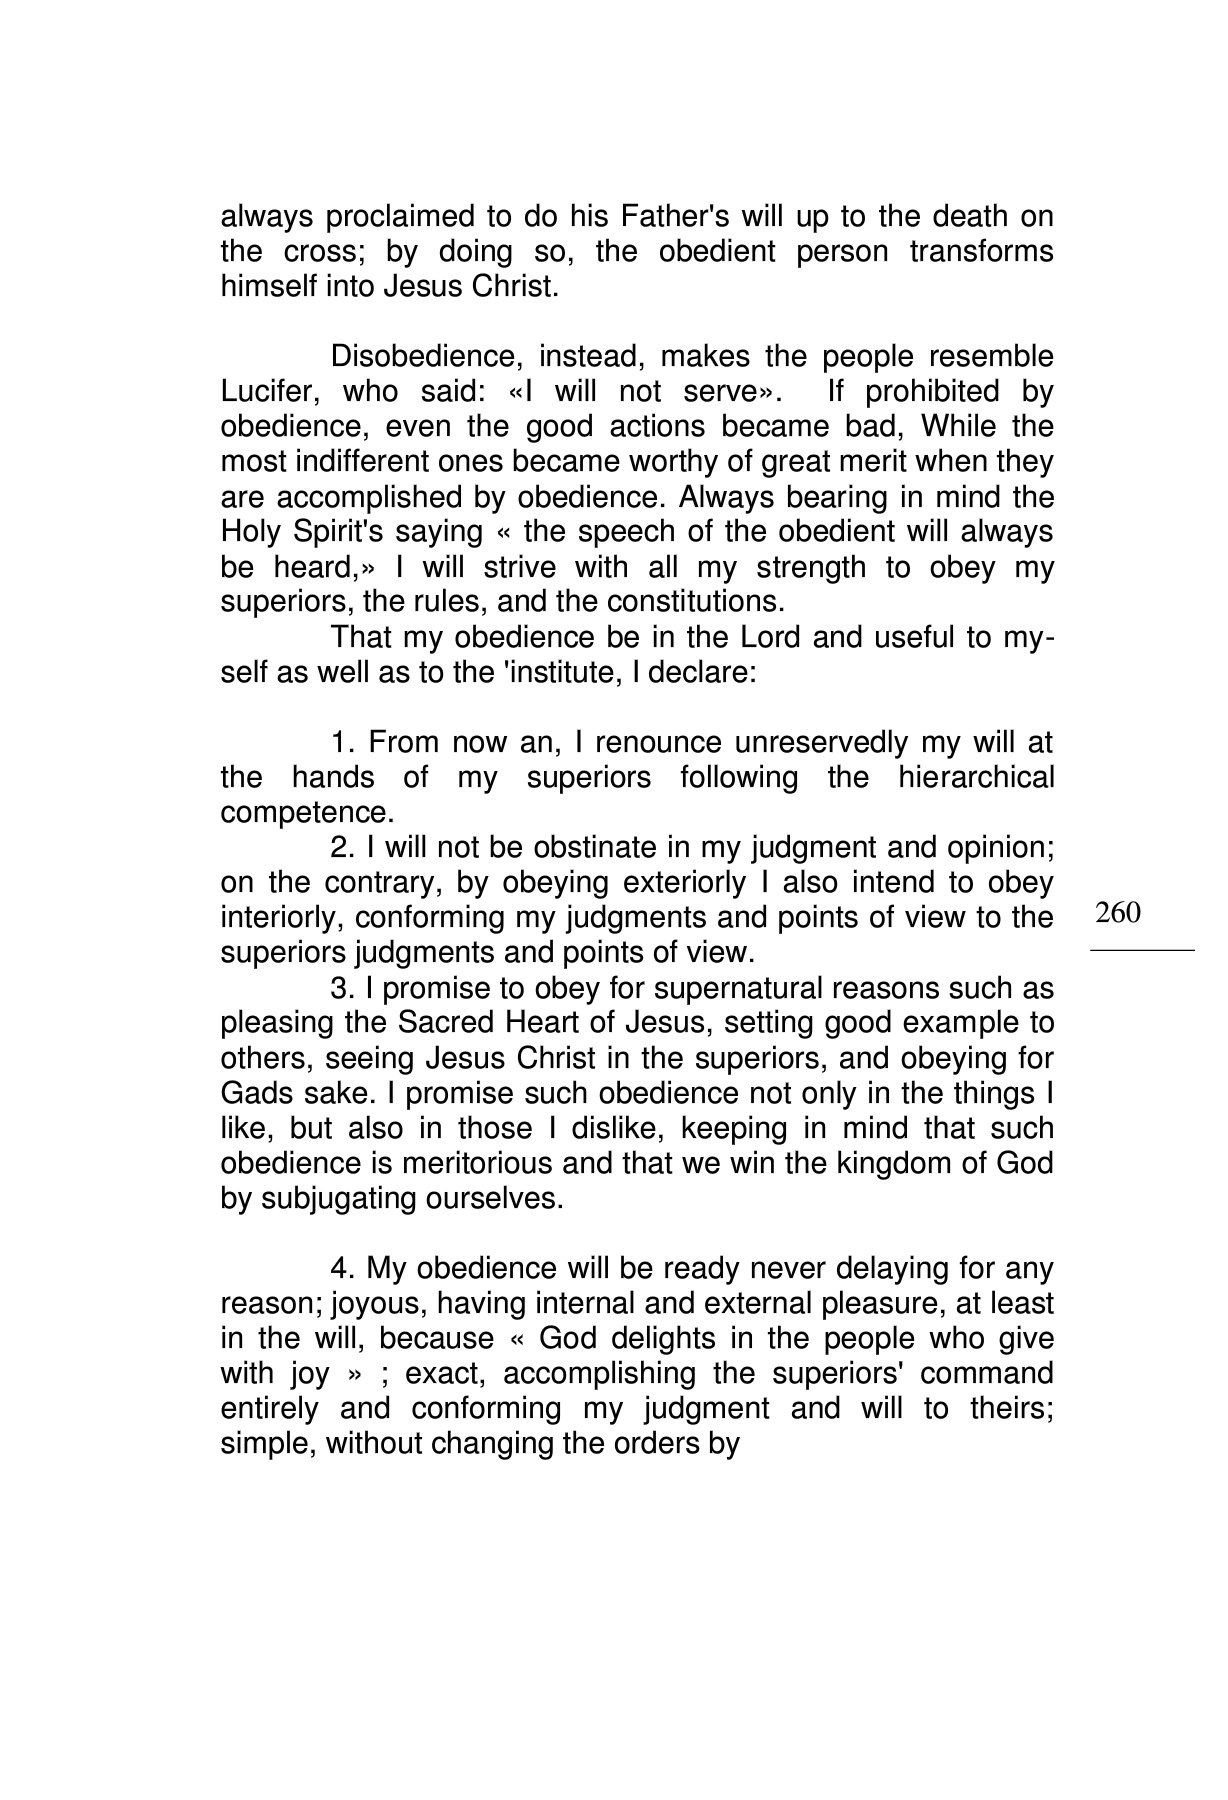 always proclaimed to do his Father's will up to the death on
the cross; by doing so, the obedient person transforms
himself into Jesus Christ.
Disobedience, instead, makes the people resemble
Lucifer, who said: «I will not serve». If prohibited by
obedience, even the good actions became bad, While the
most indifferent ones became worthy of great merit when they
are accomplished by obedience. Always bearing in mind the
Holy Spirit's saying « the speech of the obedient will always
be heard,» I will strive with all my strength to obey my
superiors, the rules, and the constitutions.
That my obedience be in the Lord and useful to my-
self as well as to the 'institute, I declare:
1. From now an, I renounce unreservedly my will at
the hands of my superiors following the hierarchical
competence.
2. I will not be obstinate in my judgment and opinion;
on the contrary, by obeying exteriorly I also intend to obey
interiorly, conforming my judgments and points of view to the
superiors judgments and points of view.
260
3. I promise to obey for supernatural reasons such as
pleasing the Sacred Heart of Jesus, setting good example to
others, seeing Jesus Christ in the superiors, and obeying for
Gads sake. I promise such obedience not only in the things I
like, but also in those I dislike, keeping in mind that such
obedience is meritorious and that we win the kingdom of God
by subjugating ourselves.
4. My obedience will be ready never delaying for any
reason; joyous, having internal and external pleasure, at least
in the will, because « God delights in the people who give
with joy » ; exact, accomplishing the superiors' command
entirely and conforming my judgment and will to theirs;
simple, without changing the orders by